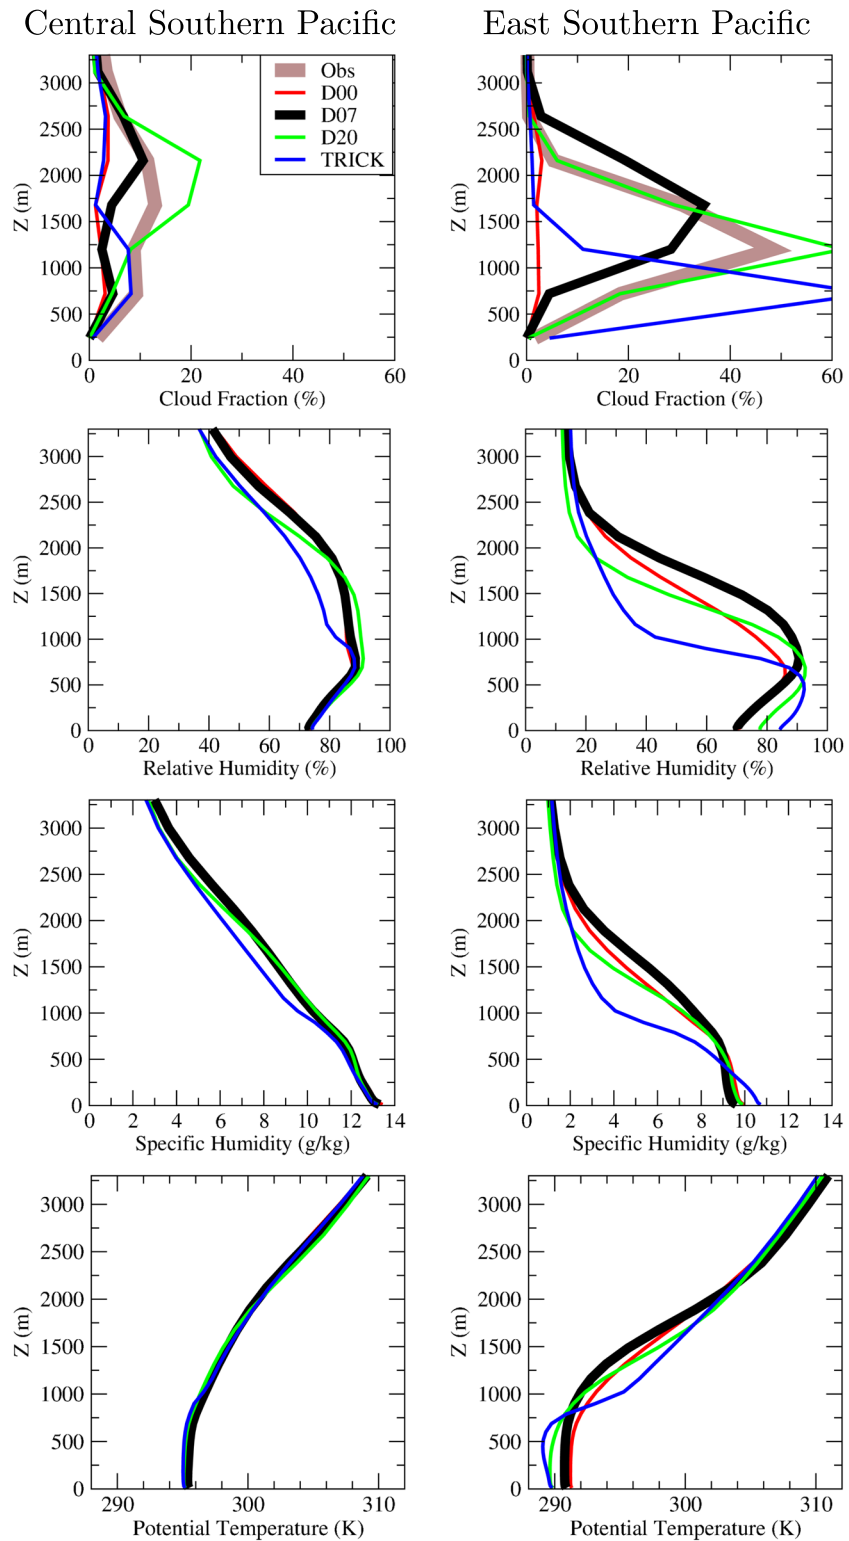 Central Southern Pacific
East Southern Pacific
Obs
D00
D07
D20
TRICK
Z (m)
3000
2500
2000
1500
1000
500
0
0 20 40 60
Cloud Fraction (%)
Z (m)
3000
2500
2000
1500
1000
500
0
0 20 40 60
Cloud Fraction (%)
Z (m)
3000
2500
2000
1500
1000
500
0
0 20 40 60 80 100
Relative Humidity (%)
Z (m)
3000
2500
2000
1500
1000
500
0
0 20 40 60 80 100
Relative Humidity (%)
Z (m)
3000
2500
2000
1500
1000
500
0
0 2 4 6 8 10 12 14
Specific Humidity (g/kg)
Z (m)
3000
2500
2000
1500
1000
500
0
0 2 4 6 8 10 12 14
Specific Humidity (g/kg)
Z (m)
3000
2500
2000
1500
1000
500
0
290 300 310
Potential Temperature (K)
Z (m)
3000
2500
2000
1500
1000
500
0
290 300 310
Potential Temperature (K)